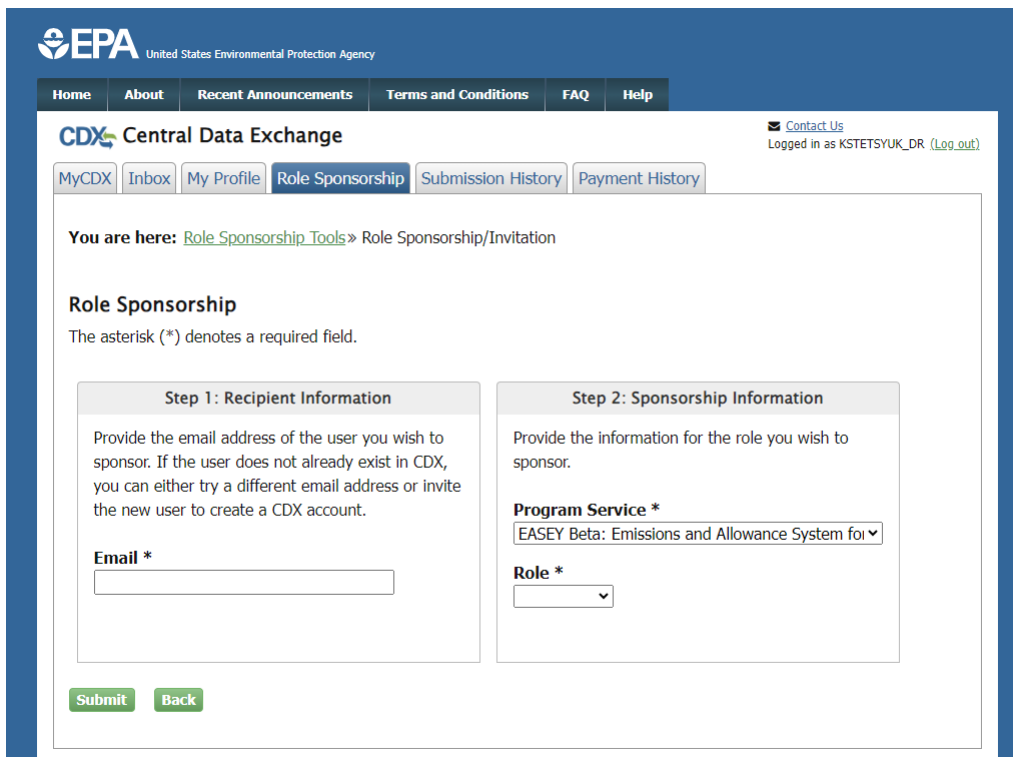 EPA United States Environmental Protection Agency
Home About Recent Announcements Terms and Conditions FAQ Help
CDX Central Data Exchange
Contact Us
Logged in as KSTETSYUK_DR (Log out)
MyCDX Inbox My Profile Role Sponsorship Submission History Payment History
You are here: Role Sponsorship Tools» Role Sponsorship/Invitation
Role Sponsorship
The asterisk (*) denotes a required field.
Step 1: Recipient Information
Provide the email address of the user you wish to
sponsor. If the user does not already exist in CDX,
you can either try a different email address or invite
the new user to create a CDX account.
Email *
Step 2: Sponsorship Information
Provide the information for the role you wish to
sponsor.
Program Service *
EASEY Beta: Emissions and Allowance System for
Role *
Submit Back